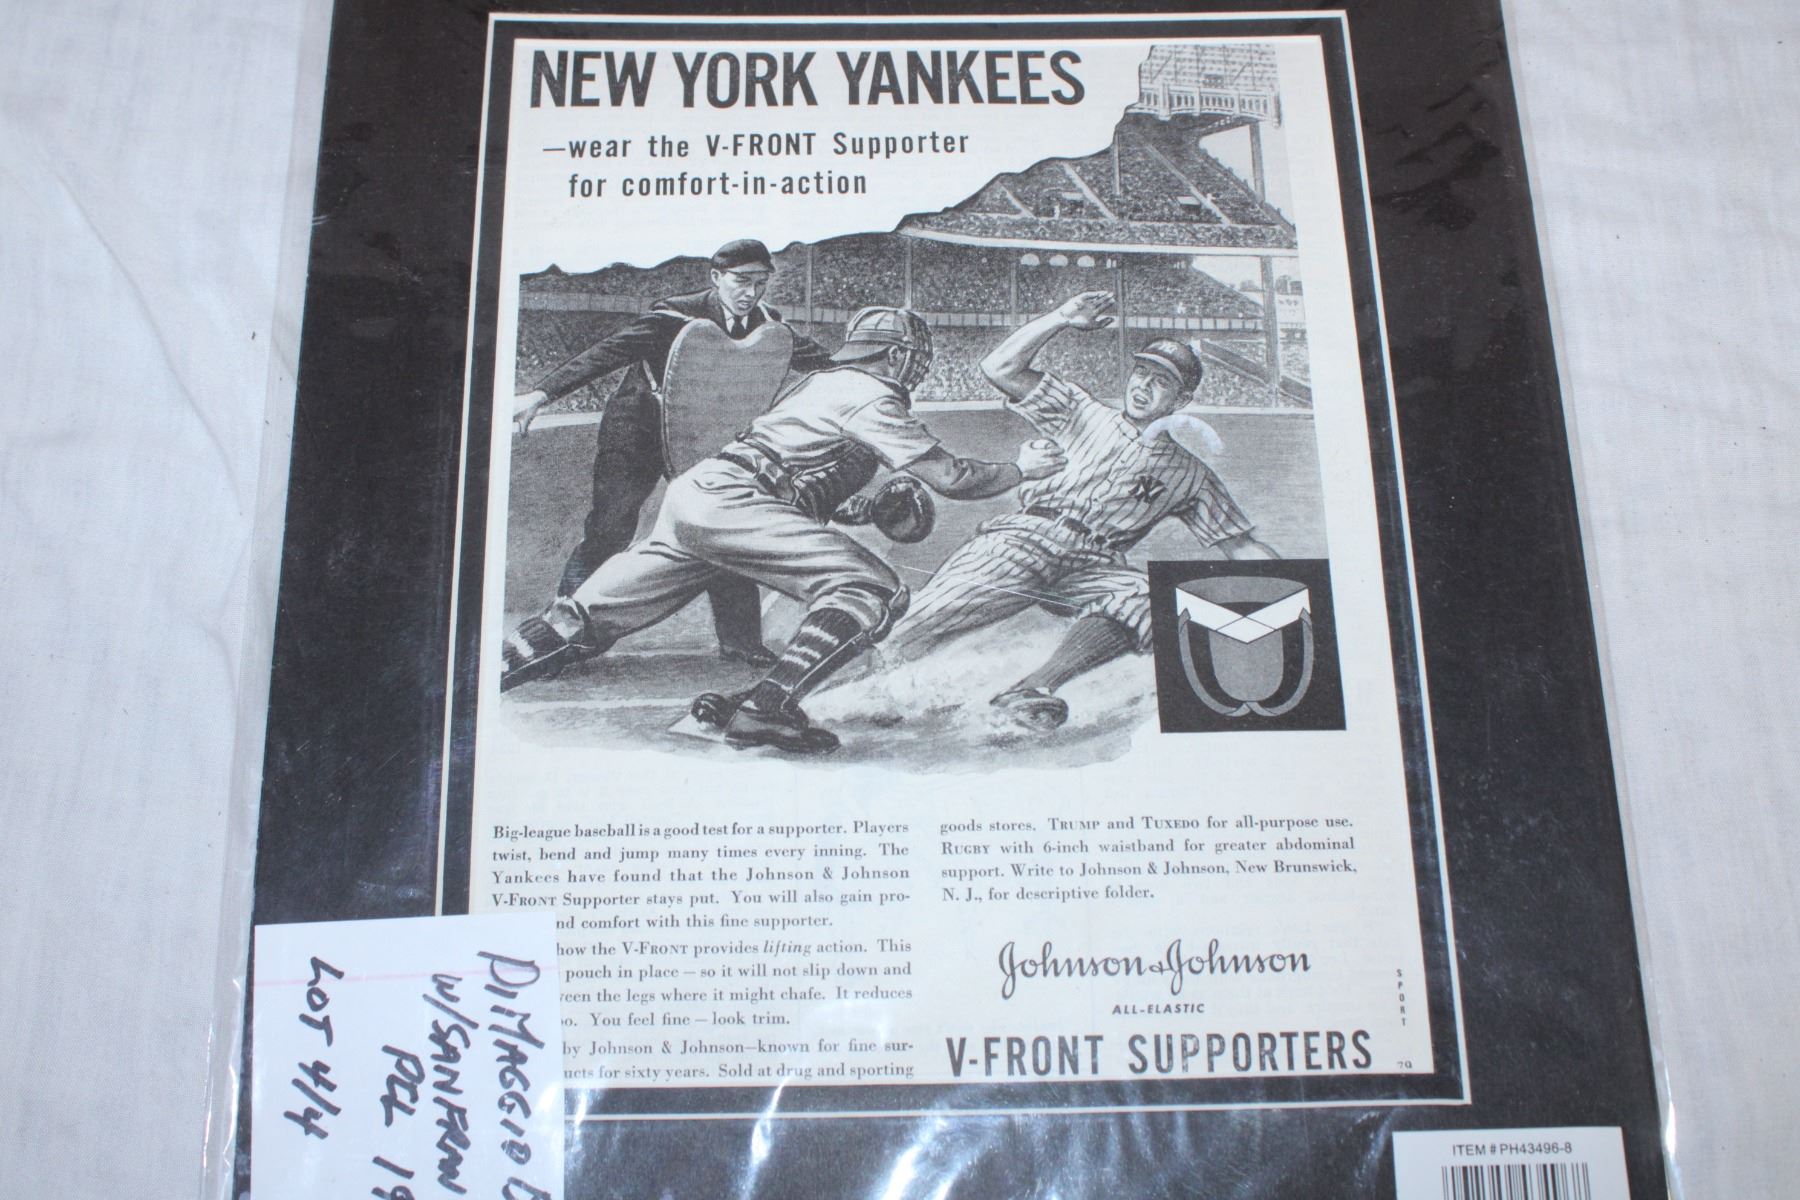 NEW YORK YANKEES
—wear the V-FRONT Supporter
for comfort-in-action
NY
NY
Big-league baseball is a good test for a supporter. Players
twist, bend and jump many times every inning. The
Yankees have found that the Johnson & Johnson
V-FRONT Supporter stays put. You will also gain pro-
nd comfort with this fine supporter.
how the V-FRONT provides lifting action. This
pouch in place — so it will not slip down and
een the legs where it might chafe. It reduces
o. You feel fine — look trim.
by Johnson & Johnson—known for fine sur-
ucts for sixty years. Sold at drug and sporting
goods stores. TRUMP and TUXEDO for all-purpose use.
RUGBY with 6-inch waistband for greater abdominal
support. Write to Johnson & Johnson, New Brunswick,
N. J., for descriptive folder.
Johnson & Johnson
ALL-ELASTIC
V-FRONT SUPPORTERS
SPORT
79
DIMAGGIO
W/SANFRAN
PCL 19
LOT 4/4
ITEM # PH43496-8